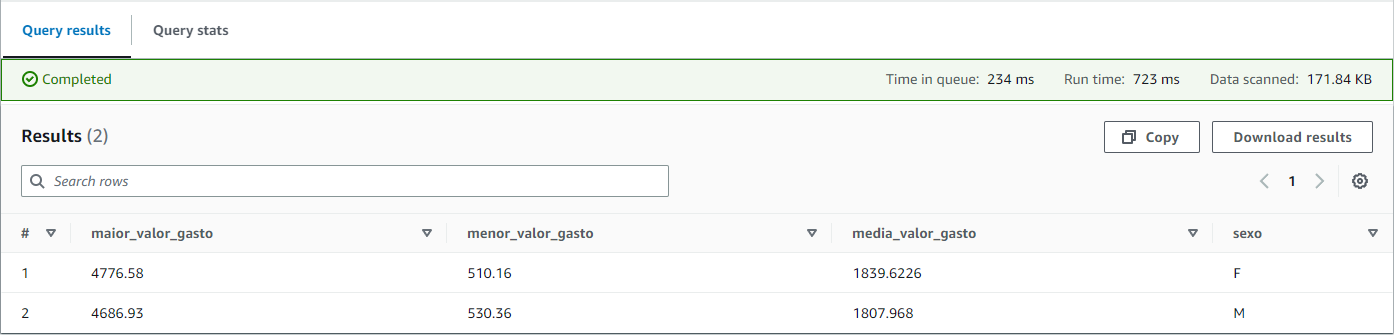 Query results Query stats
Completed Time in queue: 234 ms Run time: 723 ms Data scanned: 171.84 KB
Results (2) Copy Download results
Search rows 1
# maior_valor_gasto menor_valor_gasto media_valor_gasto sexo
1 4776.58 510.16 1839.6226 F
2 4686.93 530.36 1807.968 M